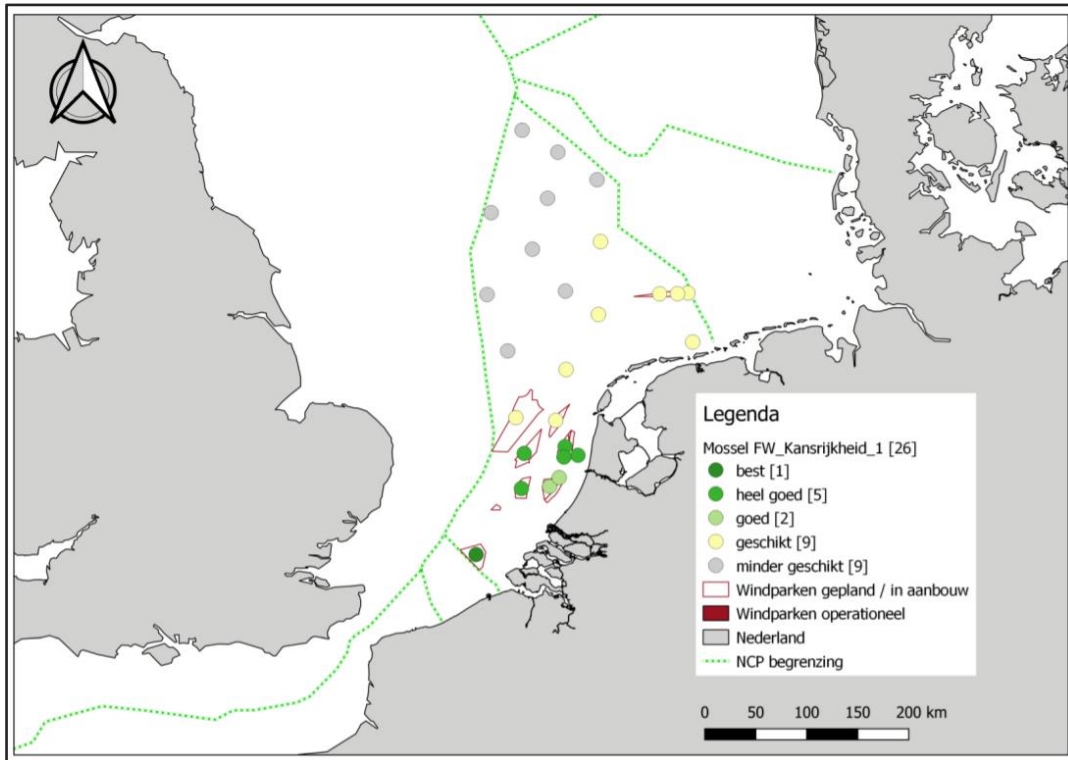 Legenda
Mossel FW_Kansrijkheid_1 [26]
best [1]
heel goed [5]
goed [2]
geschikt [9]
minder geschikt [9]
Windparken gepland / in aanbouw
Windparken operationeel
Nederland
NCP begrenzing
0 50 100 150 200 km